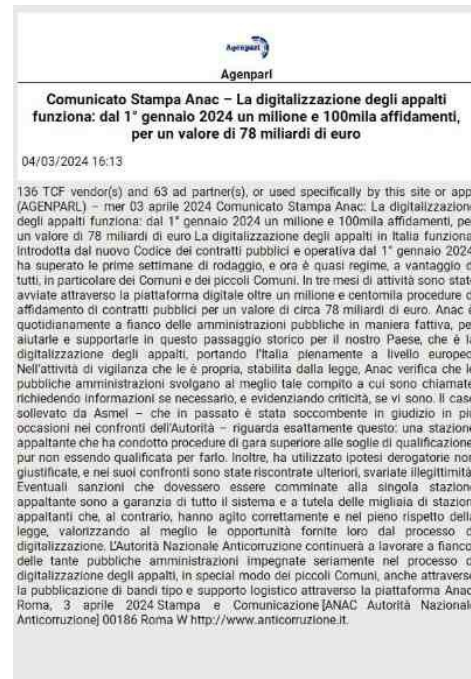 Agenparl
Agenparl
Comunicato Stampa Anac – La digitalizzazione degli appalti
funziona: dal 1° gennaio 2024 un milione e 100mila affidamenti,
per un valore di 78 miliardi di euro
04/03/2024 16:13
136 TCF vendor(s) and 63 ad partner(s), or used specifically by this site or app
(AGENPARL) – mer 03 aprile 2024 Comunicato Stampa Anac: La digitalizzazione
degli appalti funziona: dal 1° gennaio 2024 un milione e 100mila affidamenti, pe
un valore di 78 miliardi di euro La digitalizzazione degli appalti in Italia funziona
Introdotta dal nuovo Codice dei contratti pubblici e operativa dal 1° gennaio 2024
ha superato le prime settimane di rodaggio, e ora è quasi regime, a vantaggio d
tutti, in particolare dei Comuni e dei piccoli Comuni. In tre mesi di attività sono state
avviate attraverso la piattaforma digitale oltre un milione e centomila procedure d
affidamento di contratti pubblici per un valore di circa 78 miliardi di euro. Anac è
quotidianamente a fianco delle amministrazioni pubbliche in maniera fattiva, pe
aiutarle e supportarle in questo passaggio storico per il nostro Paese, che è la
digitalizzazione degli appalti, portando l'Italia pienamente a livello europeo
Nell'attività di vigilanza che le è propria, stabilita dalla legge, Anac verifica che le
pubbliche amministrazioni svolgano al meglio tale compito a cui sono chiamate
richiedendo informazioni se necessario, e evidenziando criticità, se vi sono. Il caso
sollevato da Asmel – che in passato è stata soccombente in giudizio in pi
occasioni nei confronti dell'Autorità – riguarda esattamente questo: una stazione
appaltante che ha condotto procedure di gara superiore alle soglie di qualificazione
pur non essendo qualificata per farlo. Inoltre, ha utilizzato ipotesi derogatorie non
giustificate, e nei suoi confronti sono state riscontrate ulteriori, svariate illegittimità
Eventuali sanzioni che dovessero essere comminate alla singola stazione
appaltante sono a garanzia di tutto il sistema e a tutela delle migliaia di stazion
appaltanti che, al contrario, hanno agito correttamente e nel pieno rispetto della
legge, valorizzando al meglio le opportunità fornite loro dal processo d
digitalizzazione. L'Autorità Nazionale Anticorruzione continuerà a lavorare a fianco
delle tante pubbliche amministrazioni impegnate seriamente nel processo d
digitalizzazione degli appalti, in special modo dei piccoli Comuni, anche attraverso
la pubblicazione di bandi tipo e supporto logistico attraverso la piattaforma Anac
Roma, 3 aprile 2024 Stampa e Comunicazione [ANAC Autorità Nazionale
Anticorruzione] 00186 Roma W http://www.anticorruzione.it.